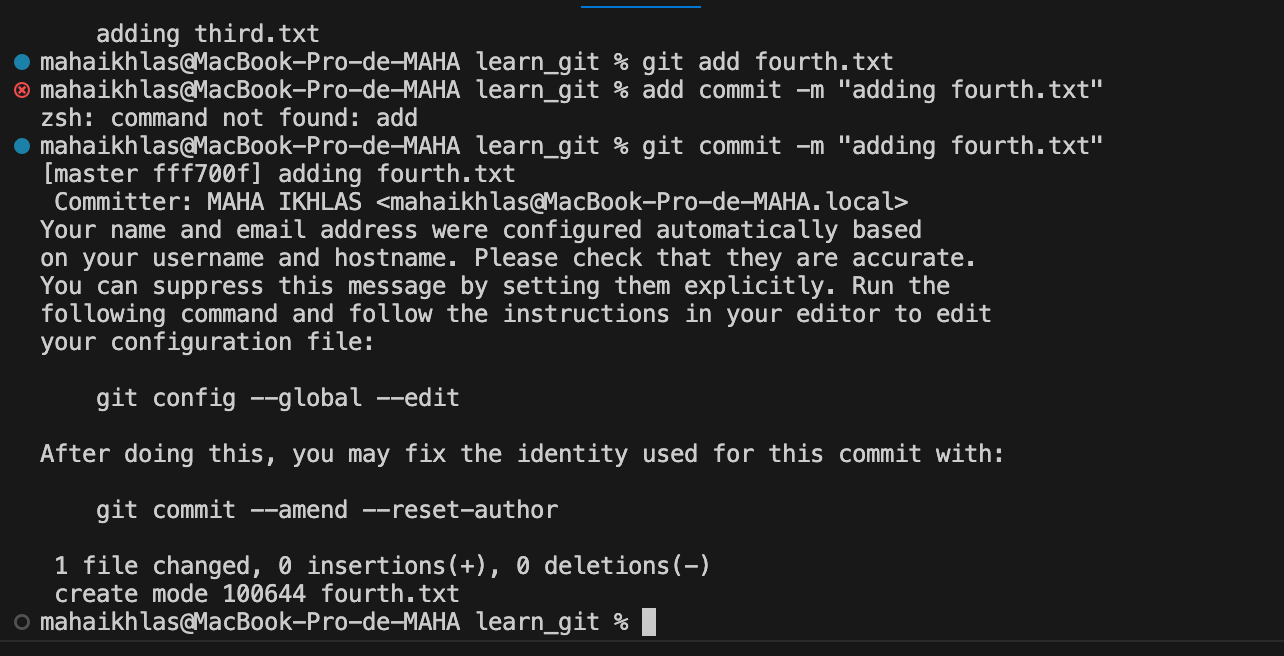 adding third.txt
mahaikhlas@MacBook-Pro-de-MAHA learn_git % git add fourth.txt
mahaikhlas@MacBook-Pro-de-MAHA learn_git % add commit -m "adding fourth.txt"
zsh: command not found: add
mahaikhlas@MacBook-Pro-de-MAHA learn_git % git commit -m "adding fourth.txt"
[master fff700f] adding fourth.txt
Committer: MAHA IKHLAS <mahaikhlas@MacBook-Pro-de-MAHA.local>
Your name and email address were configured automatically based
on your username and hostname. Please check that they are accurate.
You can suppress this message by setting them explicitly. Run the
following command and follow the instructions in your editor to edit
your configuration file:
git config --global --edit
After doing this, you may fix the identity used for this commit with:
git commit --amend --reset-author
1 file changed, 0 insertions(+), 0 deletions(-)
create mode 100644 fourth.txt
mahaikhlas@MacBook-Pro-de-MAHA learn_git %